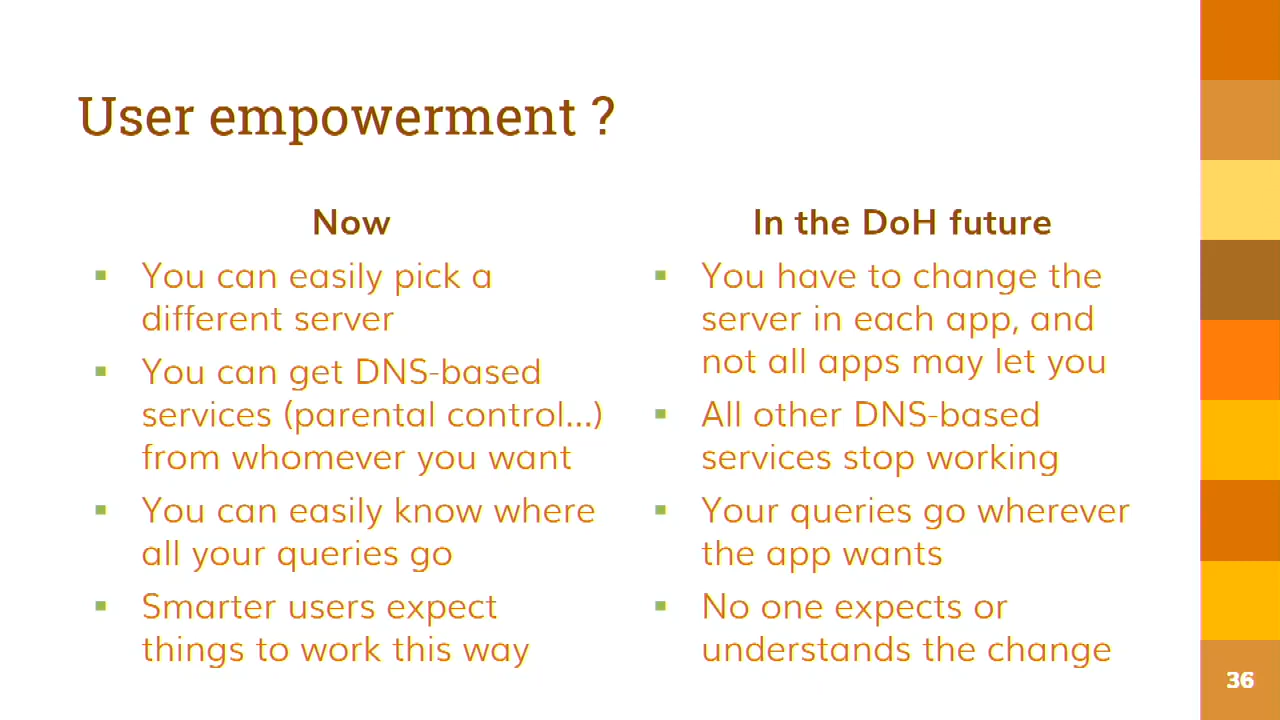 User empowerment ?
Now
You can easily pick a
different server
You can get DNS-based
services (parental control...)
from whomever you want
You can easily know where
all your queries go
Smarter users expect
things to work this way
In the DoH future
You have to change the
server in each app, and
not all apps may let you
All other DNS-based
services stop working
Your queries go wherever
the app wants
No one expects or
understands the change
36